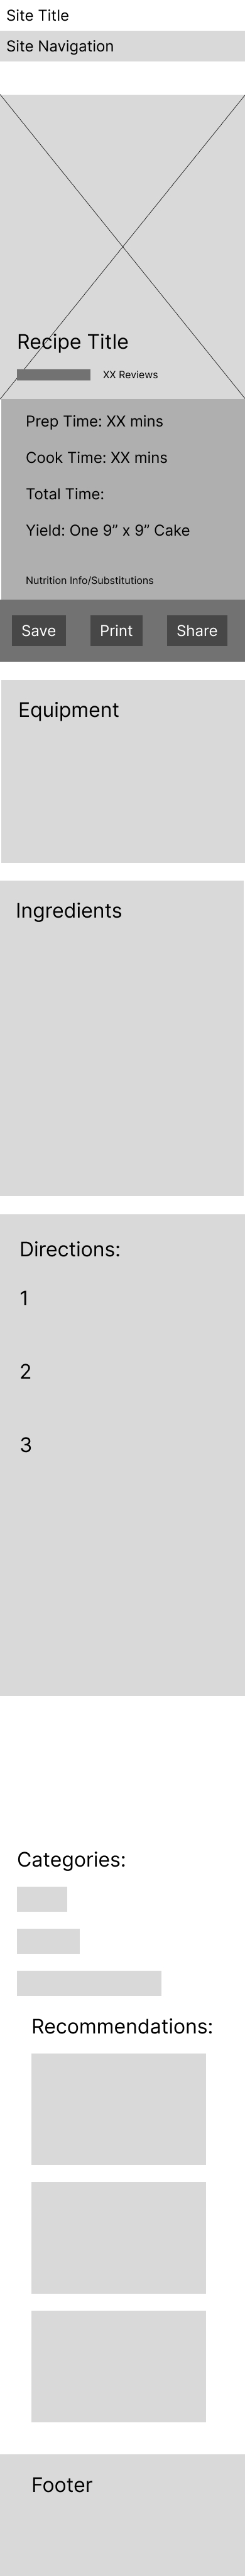 Site Title
Site Navigation
Recipe Title
XX Reviews
Prep Time: XX mins
Cook Time: XX mins
Total Time:
Yield: One 9” x 9” Cake
Nutrition Info/Substitutions
Save Print Share
Equipment
Ingredients
Directions:
1
2
3
Categories:
Recommendations:
Footer